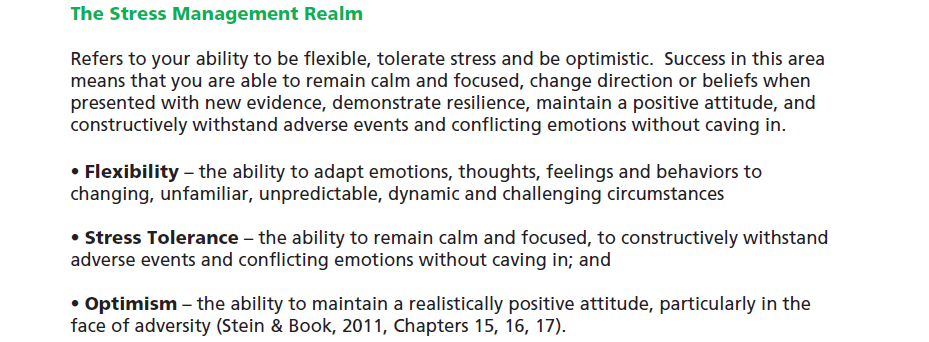 The Stress Management Realm
Refers to your ability to be flexible, tolerate stress and be optimistic.  Success in this area
means that you are able to remain calm and focused, change direction or beliefs when
presented with new evidence, demonstrate resilience, maintain a positive attitude, and
constructively withstand adverse events and conflicting emotions without caving in.
• Flexibility – the ability to adapt emotions, thoughts, feelings and behaviors to
changing, unfamiliar, unpredictable, dynamic and challenging circumstances
• Stress Tolerance – the ability to remain calm and focused, to constructively withstand
adverse events and conflicting emotions without caving in; and
• Optimism – the ability to maintain a realistically positive attitude, particularly in the
face of adversity (Stein & Book, 2011, Chapters 15, 16, 17).